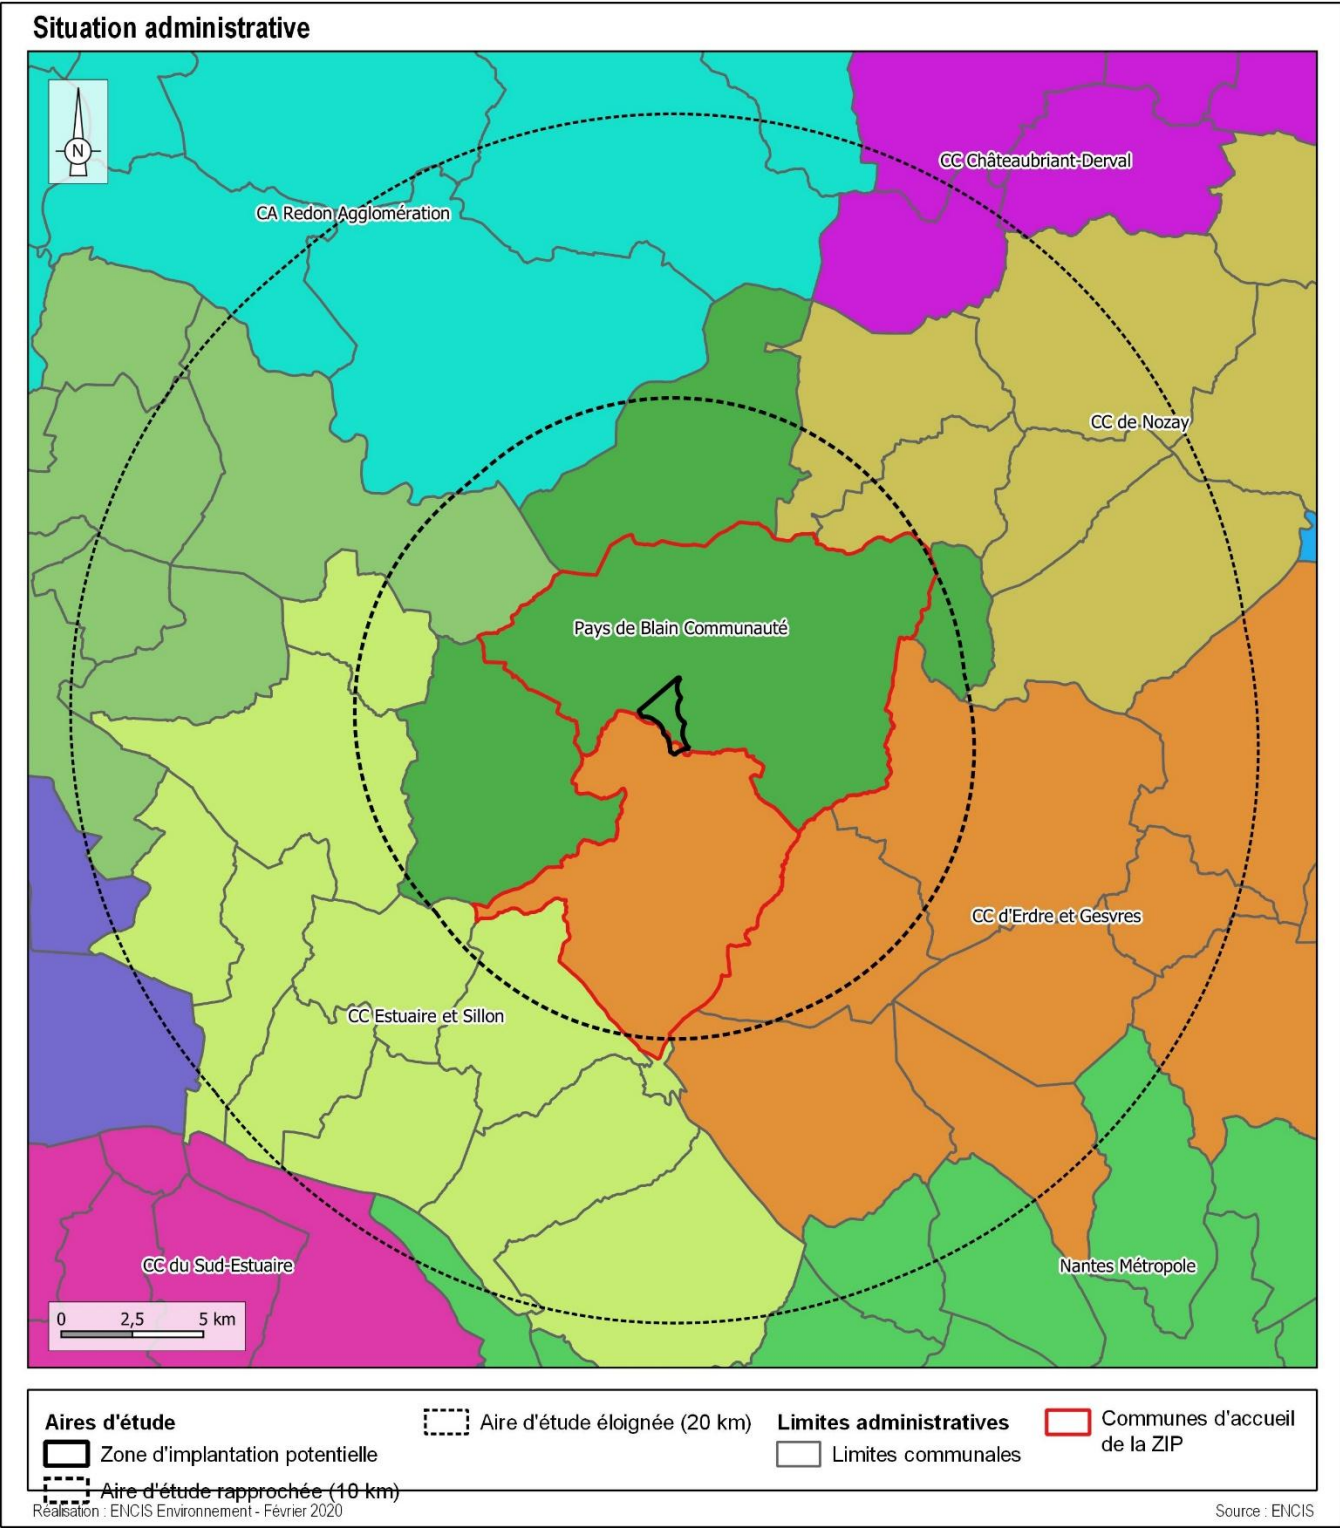 Situation administrative
N
CC Châteaubriant-Derval
CA Redon Agglomération
CC de Nozay
Pays de Blain Communauté
CC d'Erdre et Gesvres
CC Estuaire et Sillon
CC du Sud-Estuaire
Nantes Métropole
0 2,5 5 km
Aires d'étude
Zone d'implantation potentielle
Aire d'étude rapprochée (10 km)
Aire d'étude éloignée (20 km)
Limites administratives
Limites communales
Communes d'accueil
de la ZIP
Réalisation : ENCIS Environnement - Février 2020
Source : ENCIS